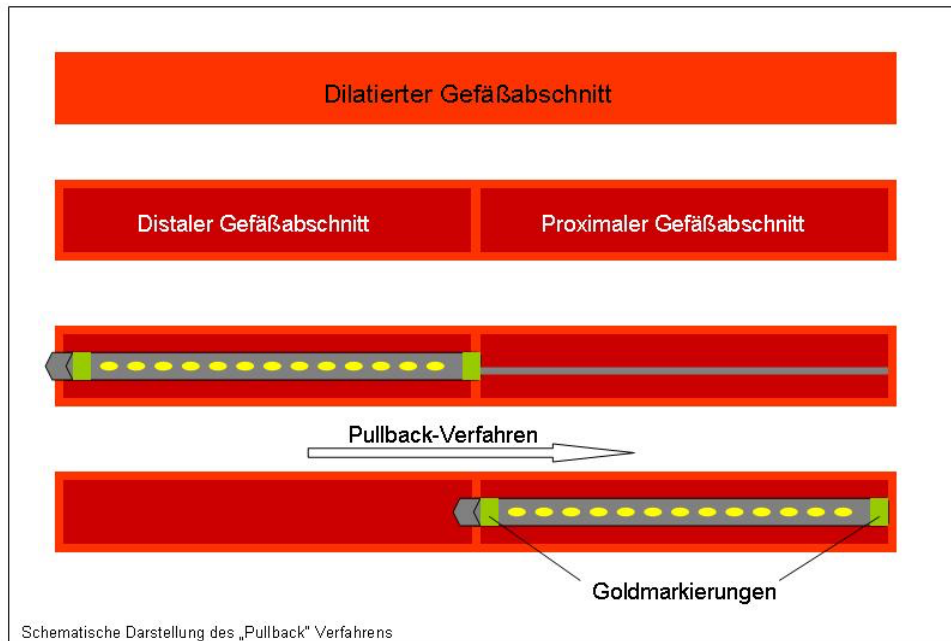 Dilatierter Gefäßabschnitt
Distaler Gefäßabschnitt
Proximaler Gefäßabschnitt
Pullback-Verfahren
Goldmarkierungen
Schematische Darstellung des „Pullback“ Verfahrens